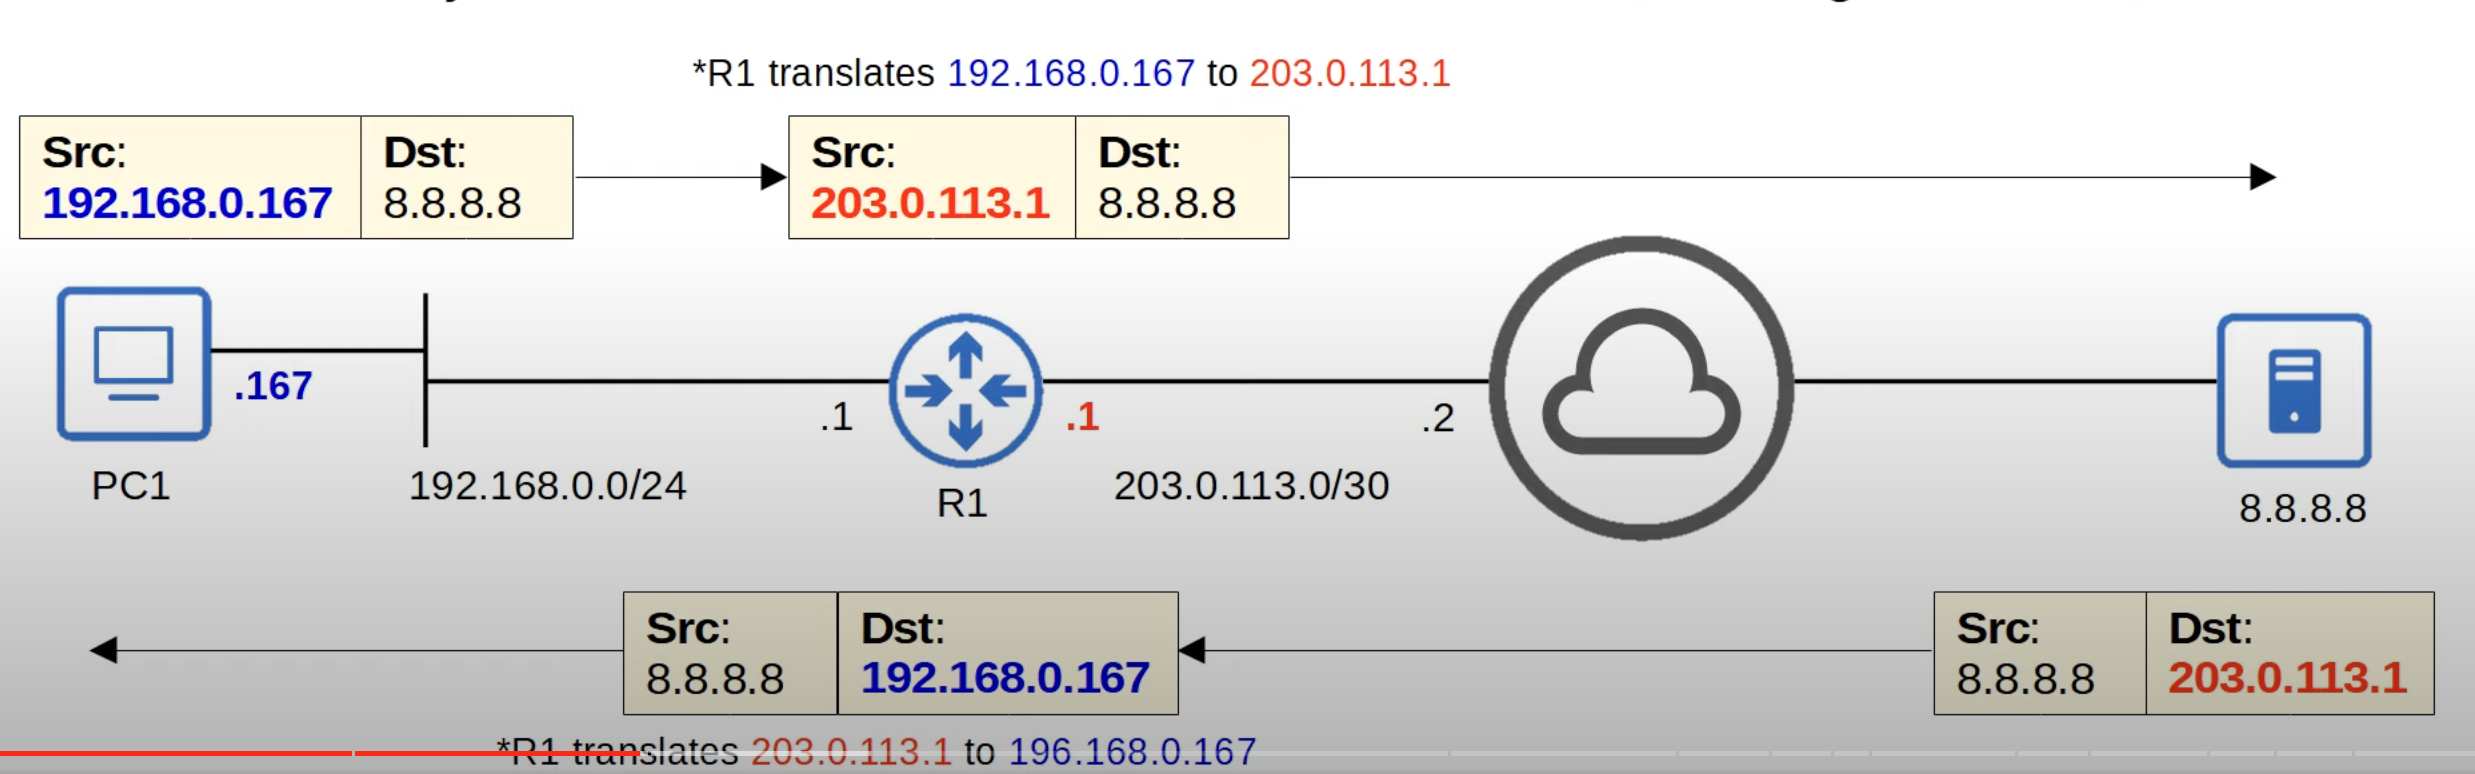 *R1 translates 192.168.0.167 to 203.0.113.1
Src: Dst:
192.168.0.167 8.8.8.8
Src: Dst:
203.0.113.1 8.8.8.8
.167
.1
.1
.2
PC1
192.168.0.0/24
R1
203.0.113.0/30
8.8.8.8
Src: Dst:
8.8.8.8 192.168.0.167
Src: Dst:
8.8.8.8 203.0.113.1
*R1 translates 203.0.113.1 to 196.168.0.167